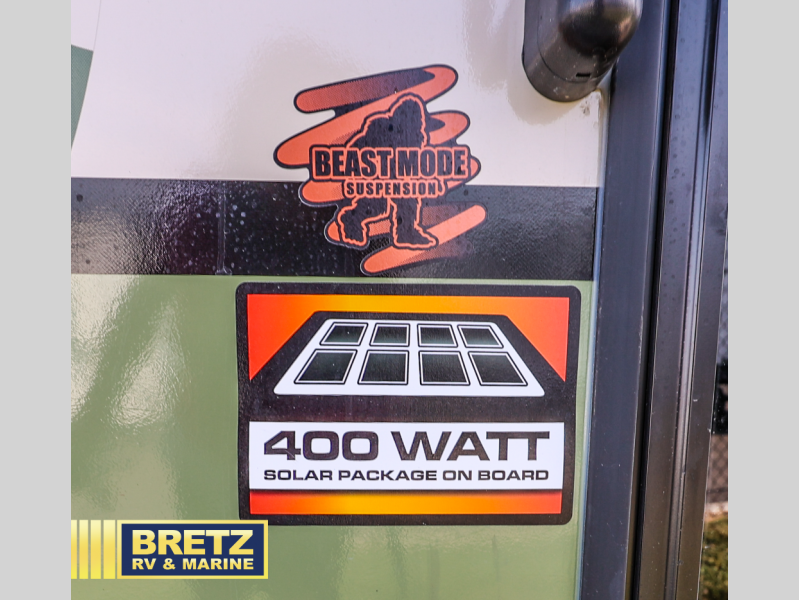 BEAST MODE
SUSPENSION
400 WATT
SOLAR PACKAGE ON BOARD
BRETZ
RV & MARINE